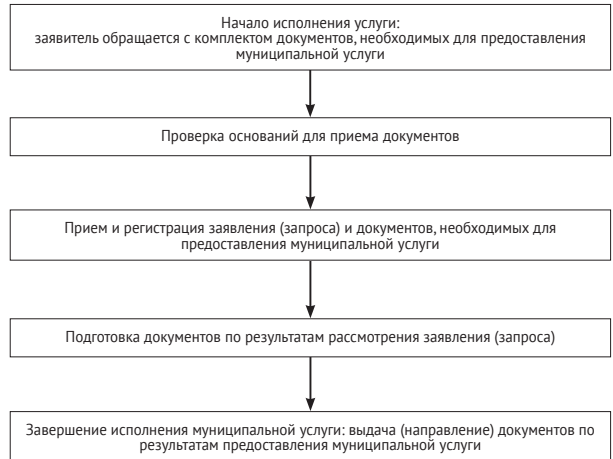 Начало исполнения услуги:
заявитель обращается с комплектом документов, необходимых для предоставления
муниципальной услуги
Проверка оснований для приема документов
Прием и регистрация заявления (запроса) и документов, необходимых для
предоставления муниципальной услуги
Подготовка документов по результатам рассмотрения заявления (запроса)
Завершение исполнения муниципальной услуги: выдача (направление) документов по
результатам предоставления муниципальной услуги